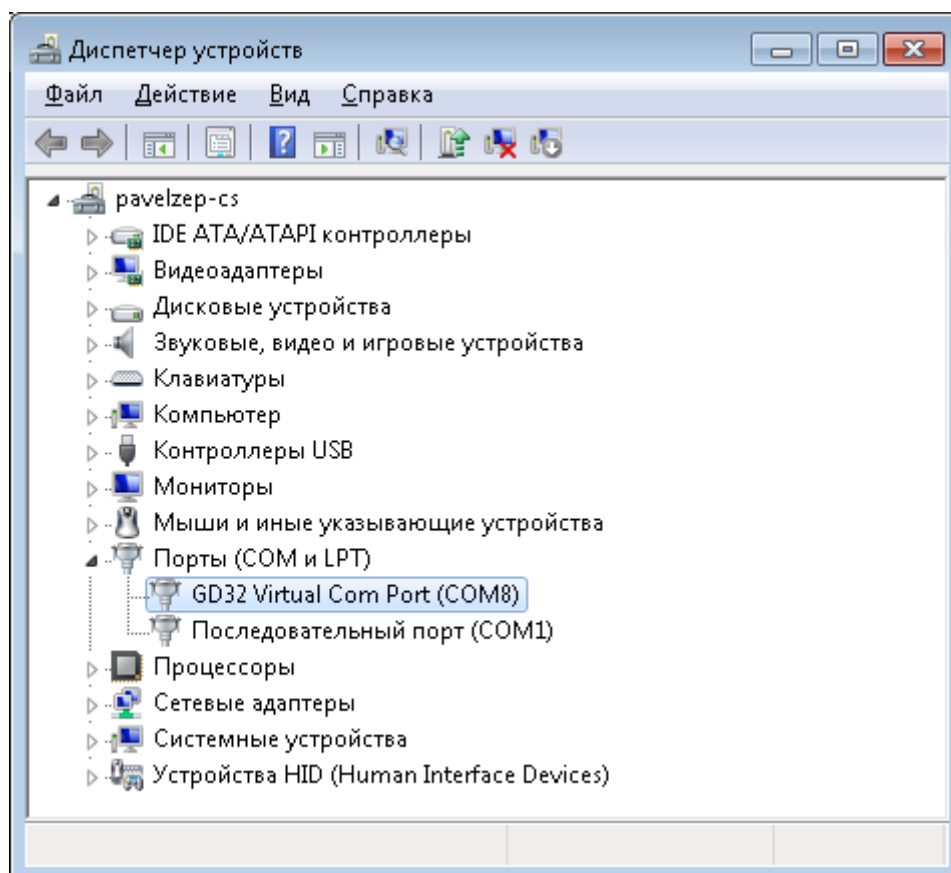 Диспетчер устройств
Файл Действие Вид Справка
pavelzep-cs
IDE ATA/ATAPI контроллеры
Видеоадаптеры
Дисковые устройства
Звуковые, видео и игровые устройства
Клавиатуры
Компьютер
Контроллеры USB
Мониторы
Мыши и иные указывающие устройства
Порты (COM и LPT)
GD32 Virtual Com Port (COM8)
Последовательный порт (COM1)
Процессоры
Сетевые адаптеры
Системные устройства
Устройства HID (Human Interface Devices)